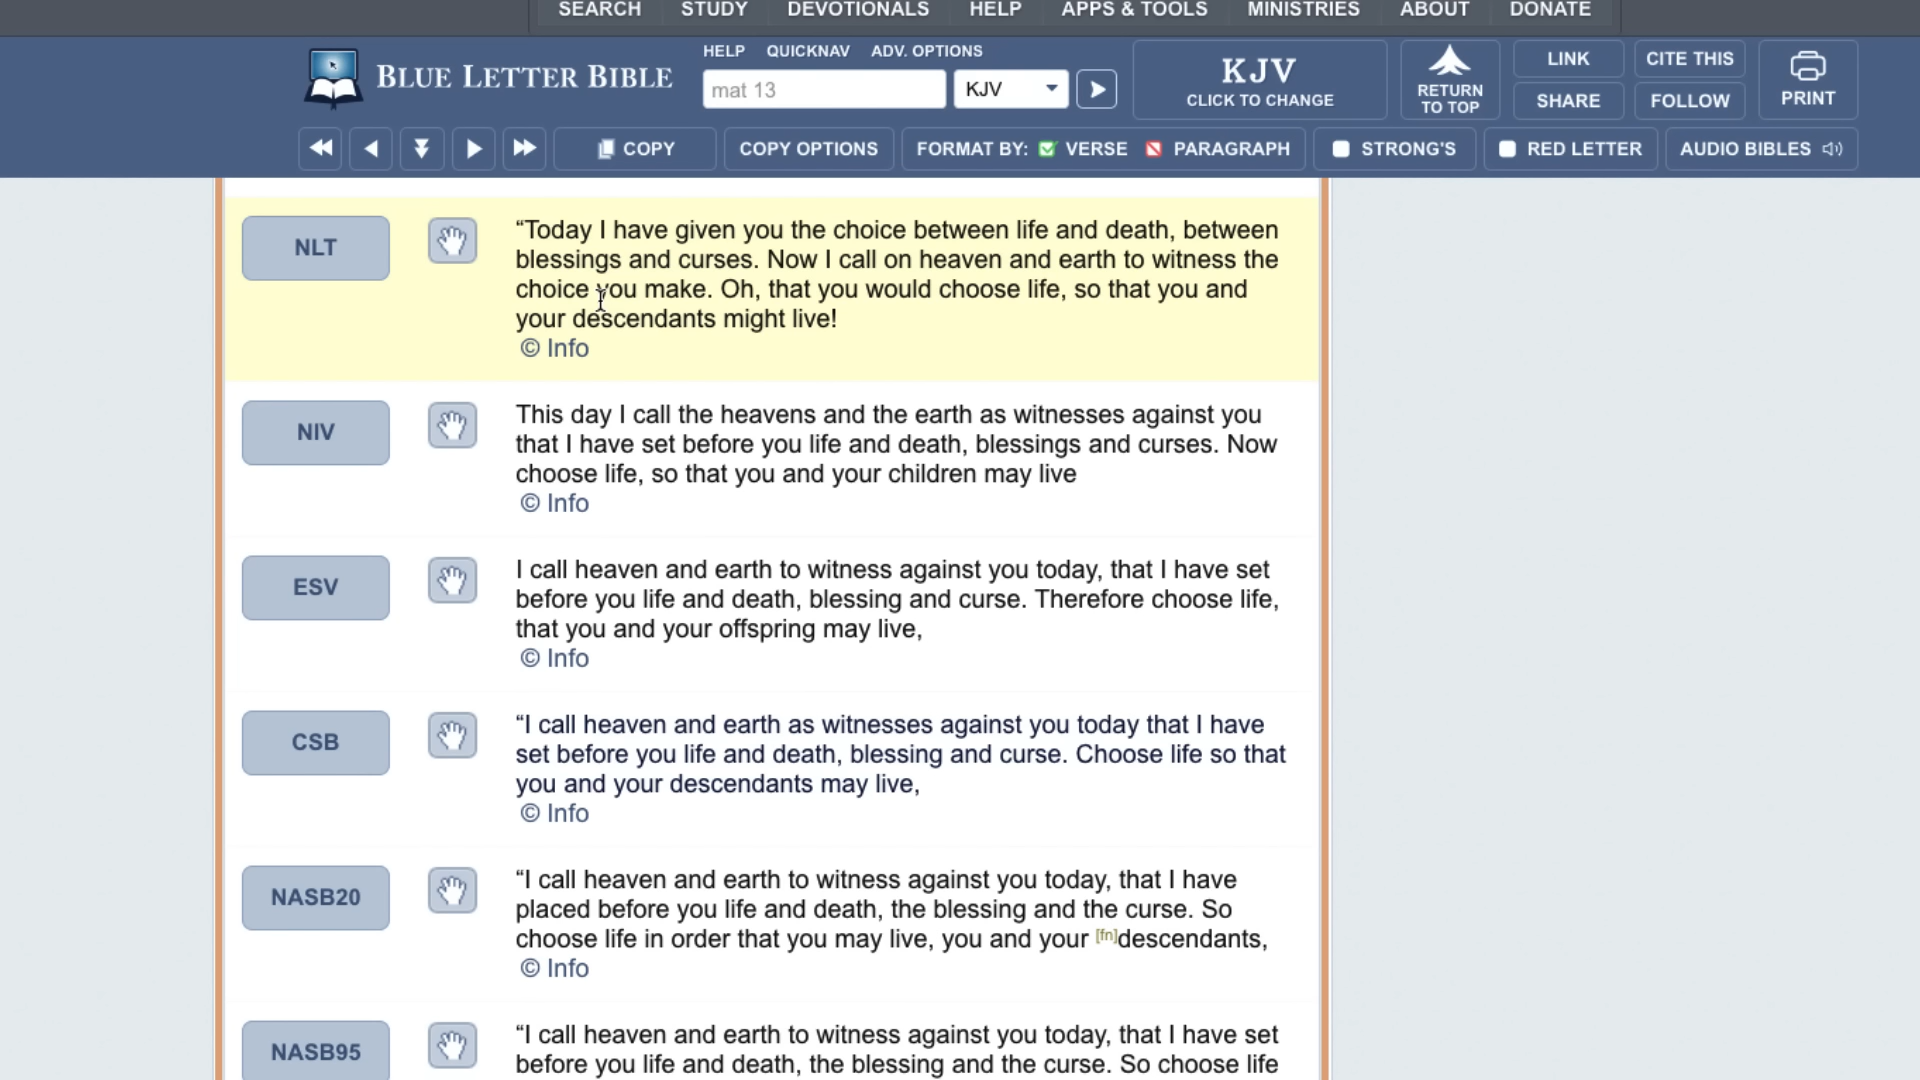 SEARCH STUDY DEVOTIONALS HELP APPS & TOOLS MINISTRIES ABOUT DONATE
BLUE LETTER BIBLE
HELP QUICKNAV ADV. OPTIONS
mat 13 KJV
KJV
CLICK TO CHANGE
RETURN
TO TOP
LINK CITE THIS
SHARE FOLLOW
PRINT
COPY COPY OPTIONS FORMAT BY: VERSE PARAGRAPH STRONG'S RED LETTER AUDIO BIBLES
NLT
“Today I have given you the choice between life and death, between
blessings and curses. Now I call on heaven and earth to witness the
choice you make. Oh, that you would choose life, so that you and
your descendants might live!
© Info
NIV
This day I call the heavens and the earth as witnesses against you
that I have set before you life and death, blessings and curses. Now
choose life, so that you and your children may live
© Info
ESV
I call heaven and earth to witness against you today, that I have set
before you life and death, blessing and curse. Therefore choose life,
that you and your offspring may live,
© Info
CSB
“I call heaven and earth as witnesses against you today that I have
set before you life and death, blessing and curse. Choose life so that
you and your descendants may live,
© Info
NASB20
“I call heaven and earth to witness against you today, that I have
placed before you life and death, the blessing and the curse. So
choose life in order that you may live, you and your [fn]descendants,
© Info
NASB95
“I call heaven and earth to witness against you today, that I have set
before you life and death, the blessing and the curse. So choose life